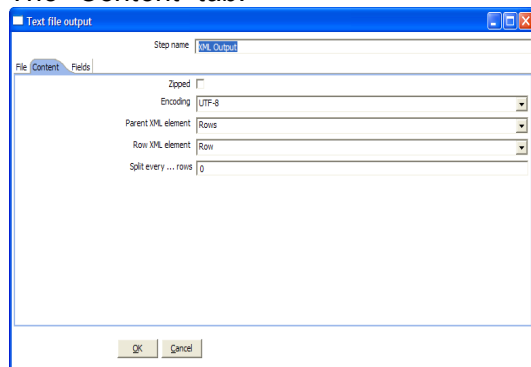 The "Content" tab:
Text file output
Step name XML Output
File Content Fields
Zipped
Encoding UTF-8
Parent XML element Rows
Row XML element Row
Split every ... rows 0
OK Cancel